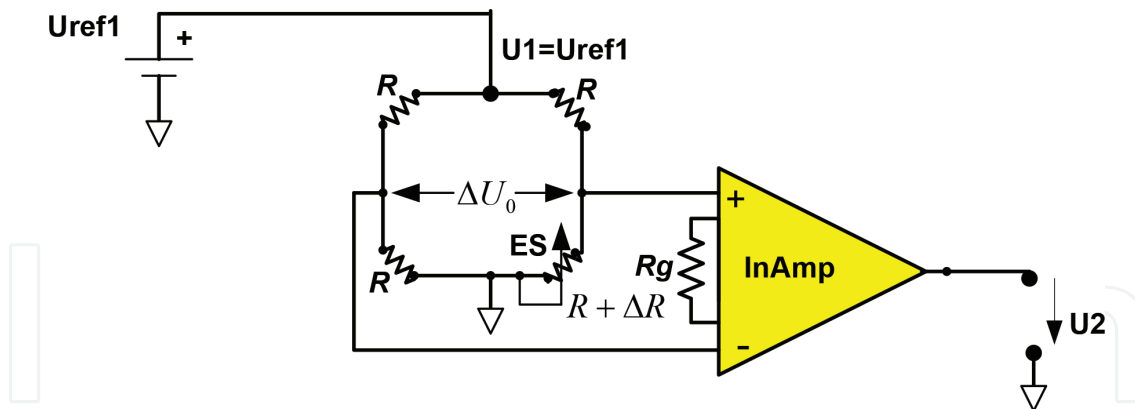 Uref1
+
U1=Uref1
R
R
ΔU₀
+
ES
Rg
InAmp
R
R + ΔR
-
U2